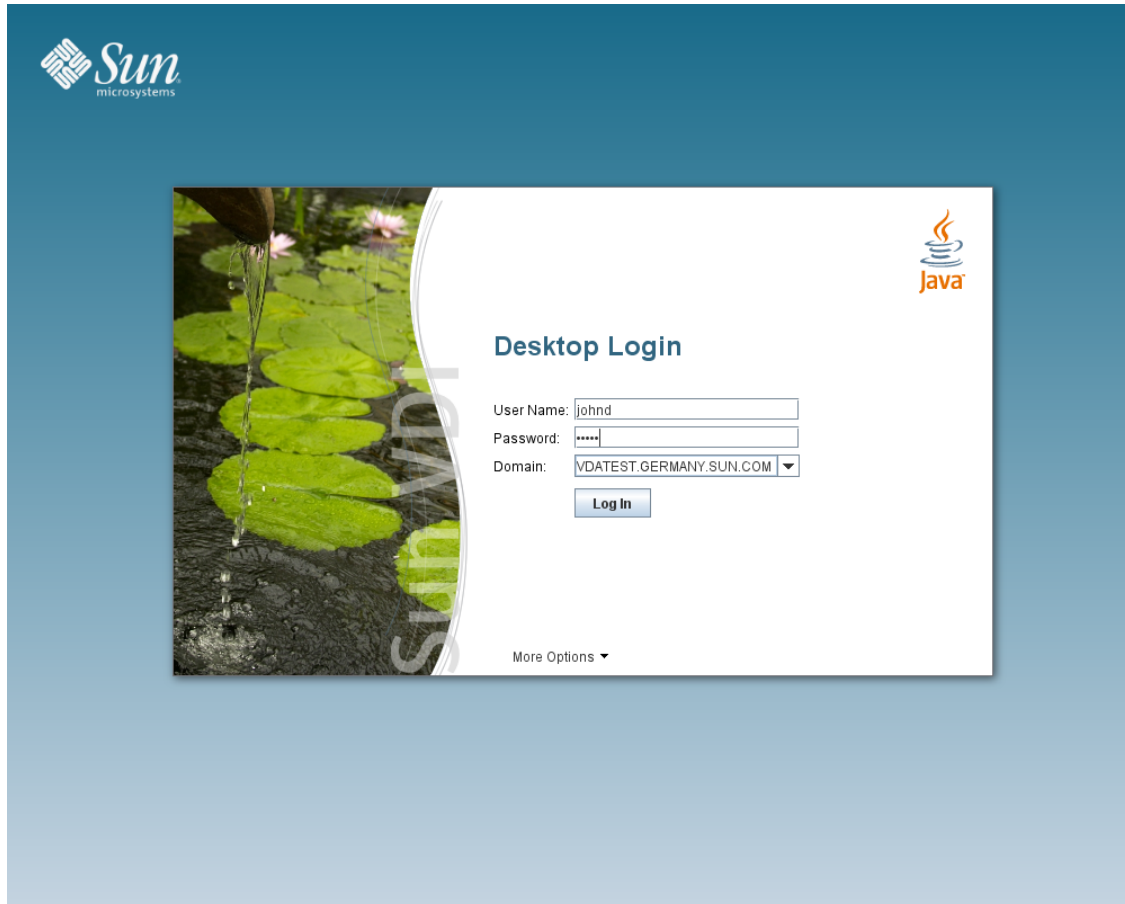 Sun
microsystems
Java
Desktop Login
User Name: johnd
Password: •••••
Domain: VDATEST.GERMANY.SUN.COM
Log In
Sun VDI
More Options